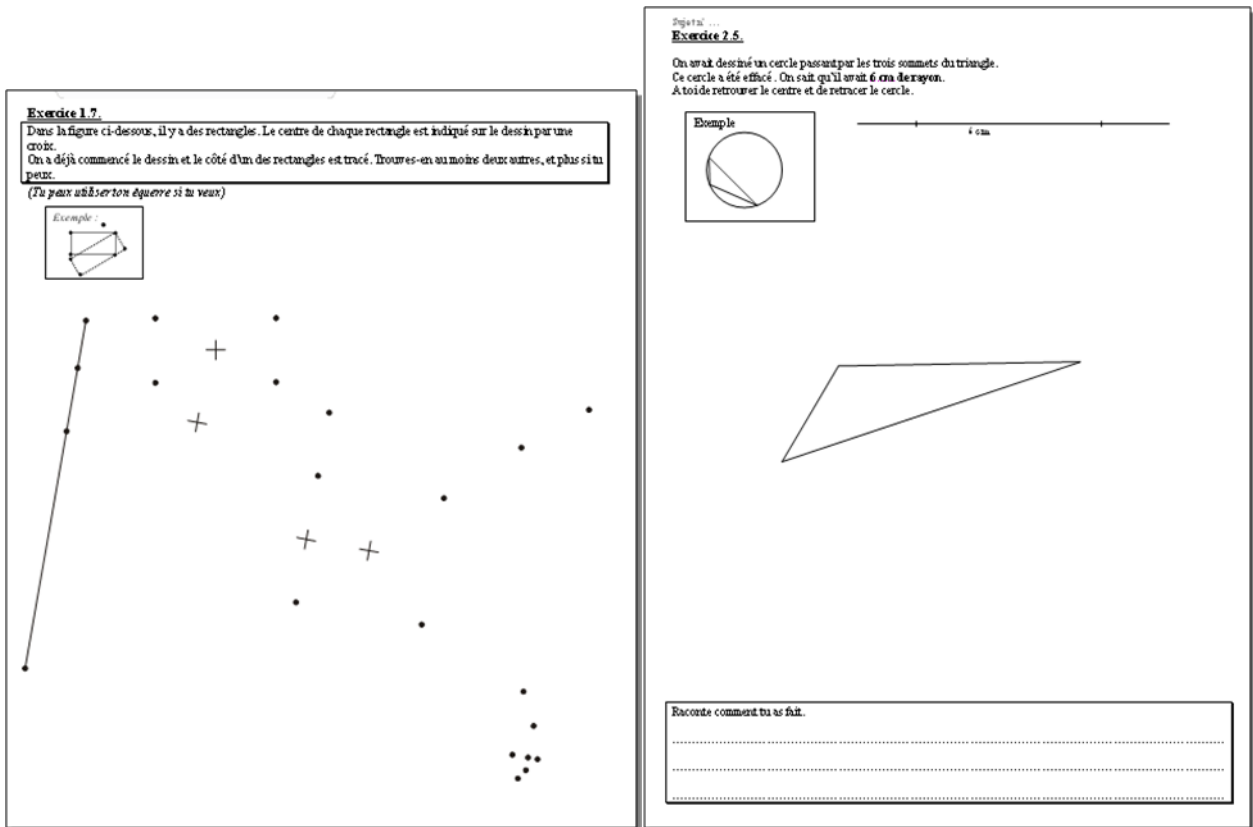 Exercice 1.7.
Dans la figure ci-dessous, il y a des rectangles. Le centre de chaque rectangle est indiqué sur le dessin par une
croix.
On a déjà commencé le dessin et le côté d'un des rectangles est tracé. Trouves-en au moins deux autres, et plus si tu
peux.
(Tu peux utiliser ton équerre si tu veux)
Exemple :
Sujet n° ...
Exercice 2.5.
On avait dessiné un cercle passant par les trois sommets du triangle.
Ce cercle a été effacé. On sait qu'il avait 6 cm de rayon.
A toi de retrouver le centre et de retracer le cercle.
Exemple
6 cm
Raconte comment tu as fait.